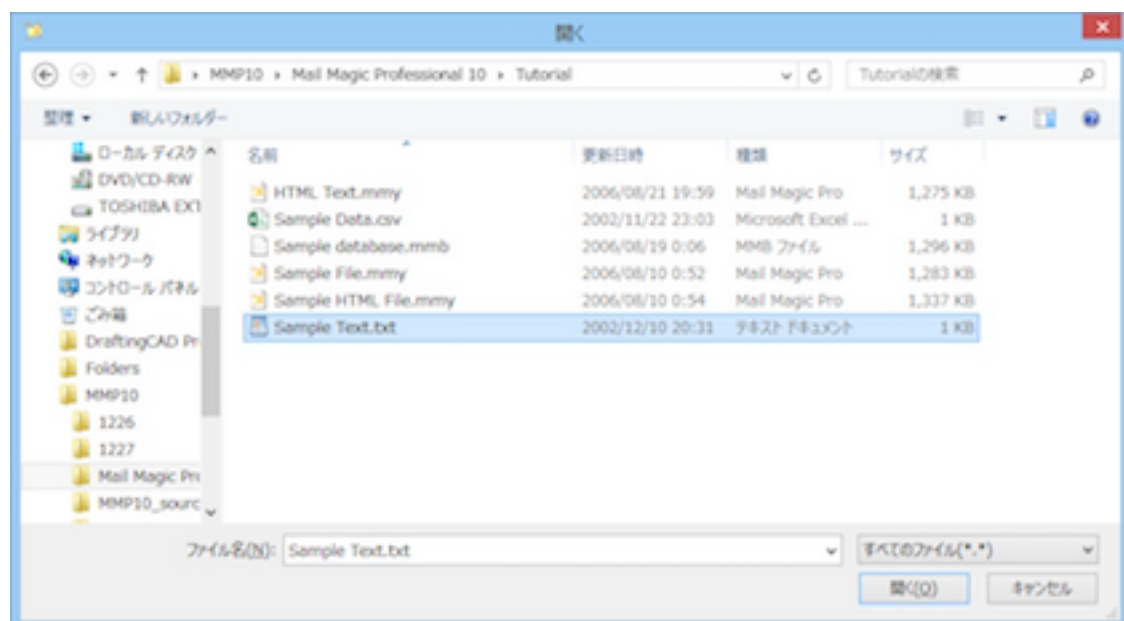 開く
MMP10 ▸ Mail Magic Professional 10 ▸ Tutorial
Tutorialの検索
整理 新しいフォルダー
ローカル ディスク
DVD/CD-RW
TOSHIBA EXT
ライブラリ
ネットワーク
コントロール パネル
ごみ箱
DraftingCAD Pr
Folders
MMP10
1226
1227
Mail Magic Pro
MMP10_sourc
名前 更新日時 種類 サイズ
HTML Text.mmy 2006/08/21 19:59 Mail Magic Pro 1,275 KB
Sample Data.csv 2002/11/22 23:03 Microsoft Excel ... 1 KB
Sample database.mmb 2006/08/19 0:06 MMB ファイル 1,296 KB
Sample File.mmy 2006/08/10 0:52 Mail Magic Pro 1,283 KB
Sample HTML File.mmy 2006/08/10 0:54 Mail Magic Pro 1,337 KB
Sample Text.txt 2002/12/10 20:31 テキスト ドキュメント 1 KB
ファイル名(N): Sample Text.txt すべてのファイル(*.*)
開く(O) キャンセル